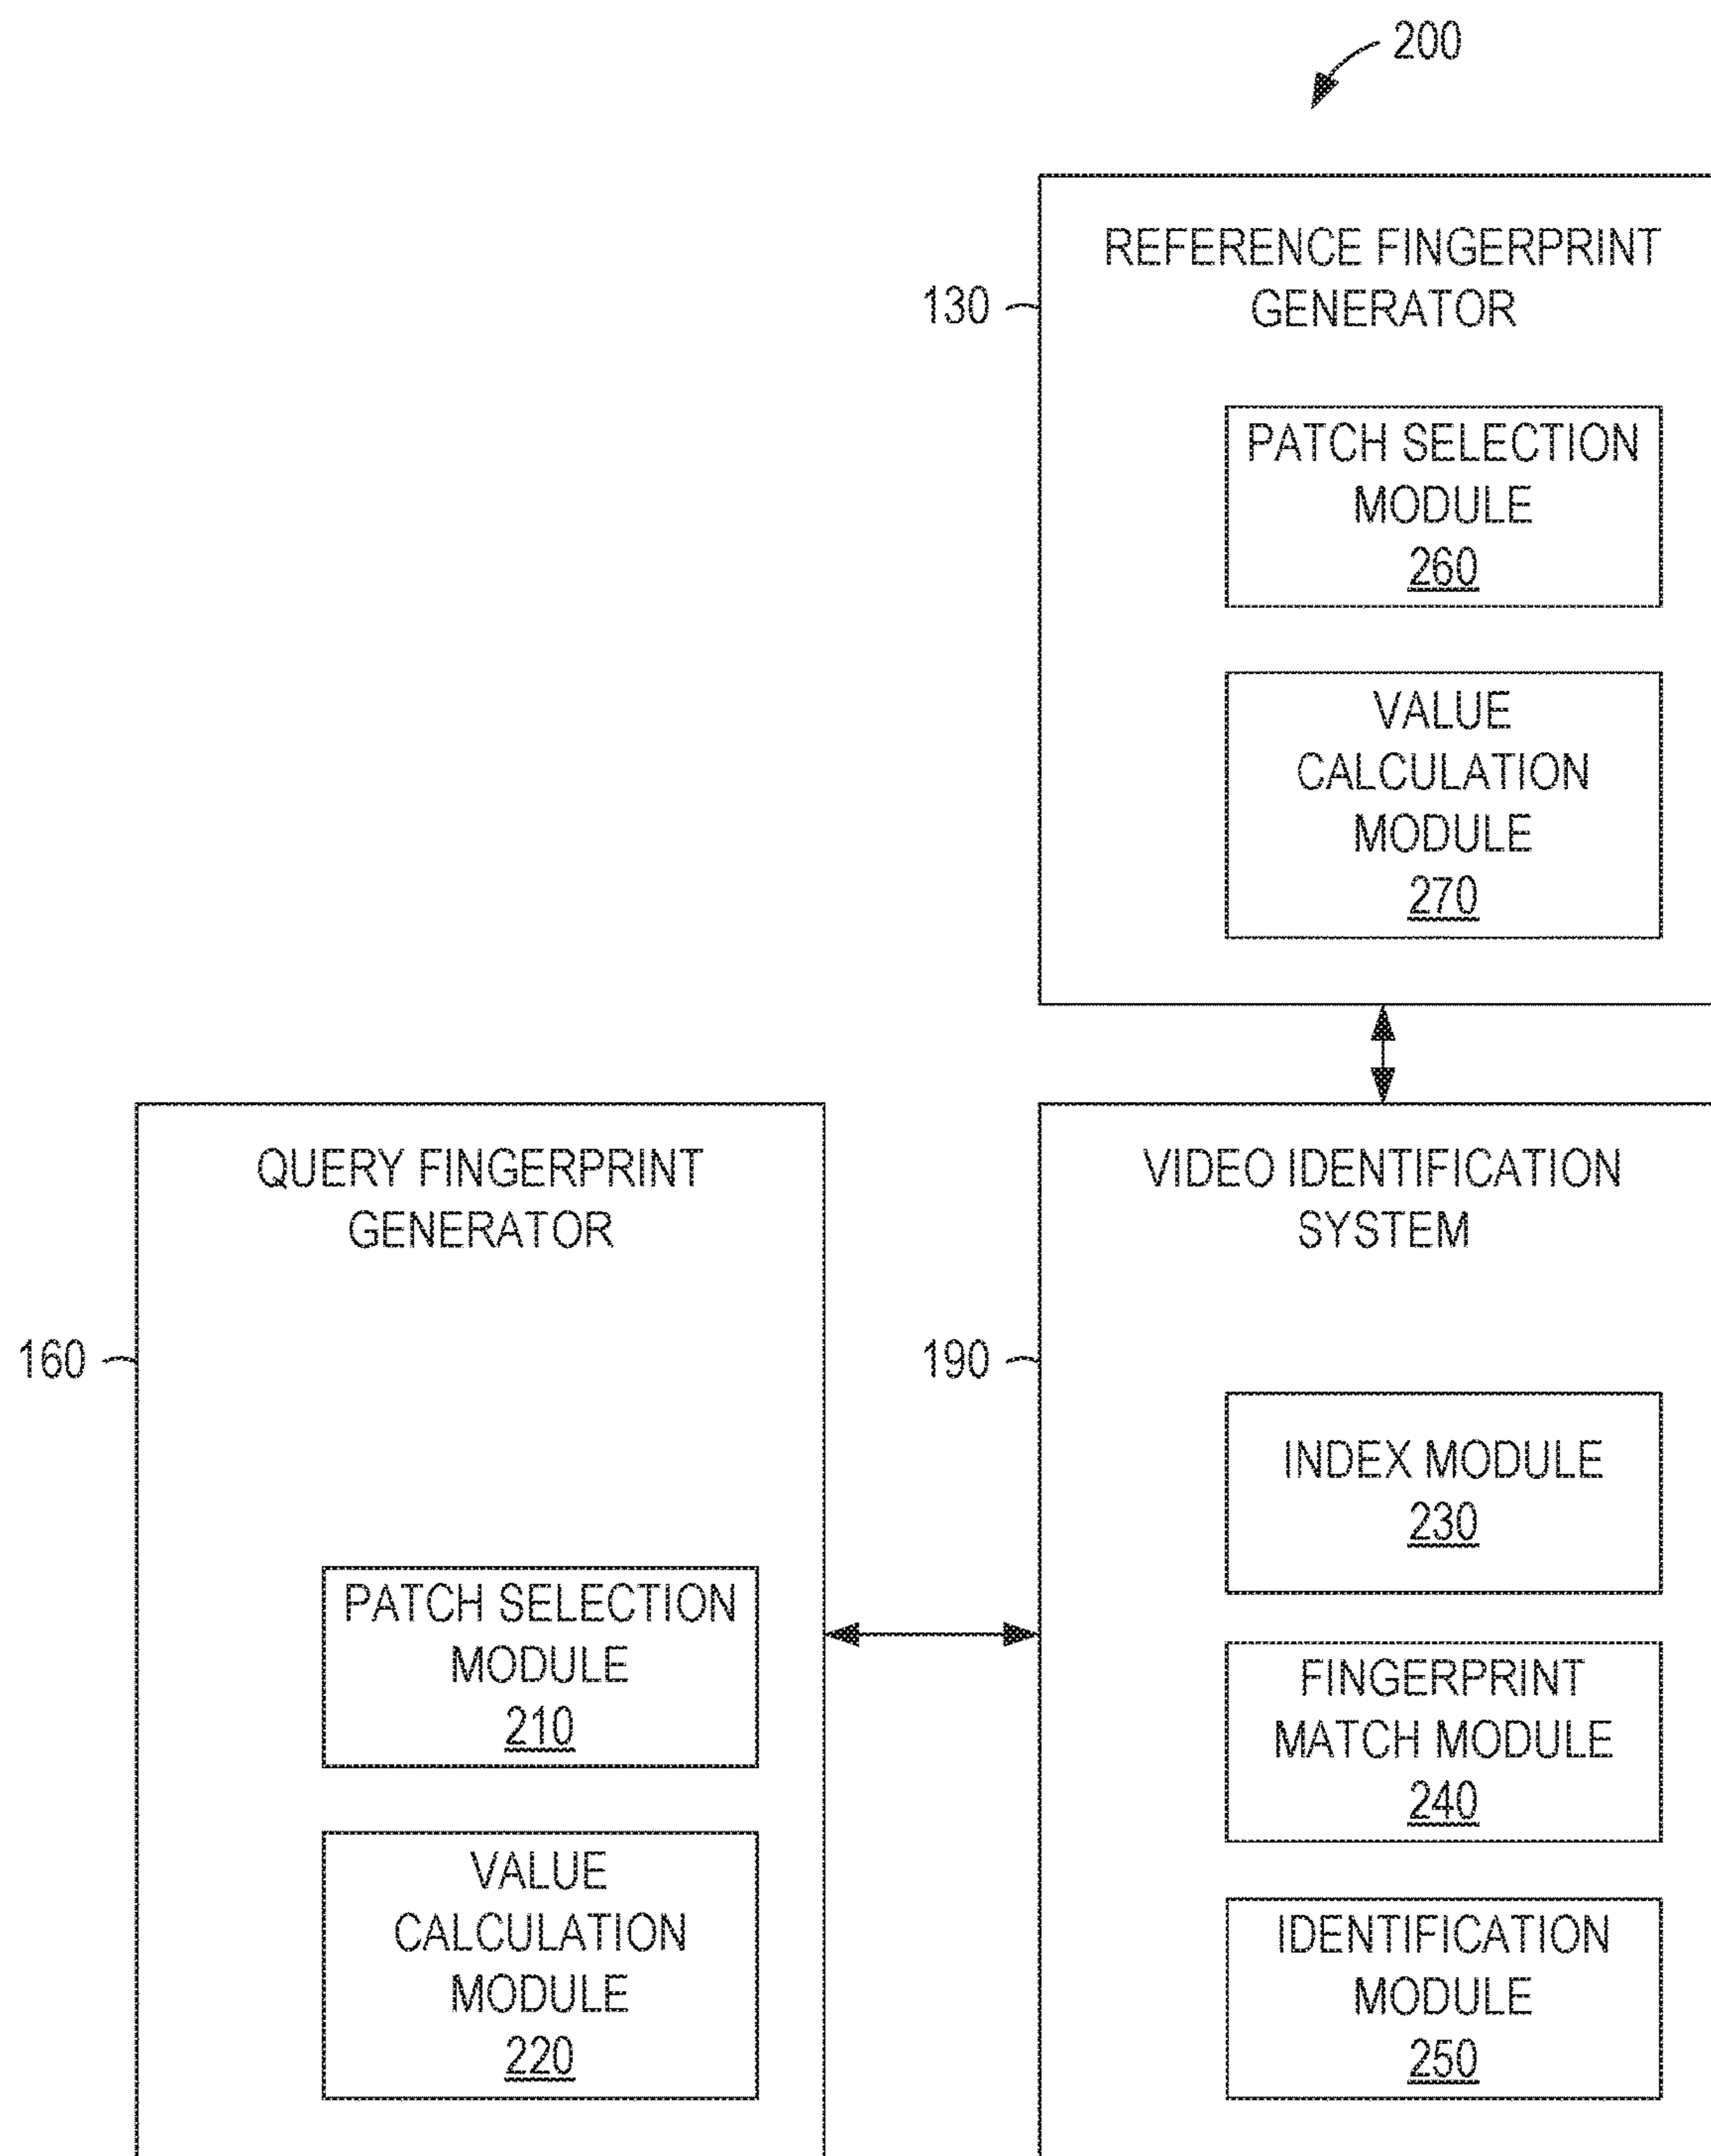 200
REFERENCE FINGERPRINT
GENERATOR
130
PATCH SELECTION
MODULE
260
VALUE
CALCULATION
MODULE
270
QUERY FINGERPRINT
GENERATOR
160
PATCH SELECTION
MODULE
210
VALUE
CALCULATION
MODULE
220
VIDEO IDENTIFICATION
SYSTEM
190
INDEX MODULE
230
FINGERPRINT
MATCH MODULE
240
IDENTIFICATION
MODULE
250